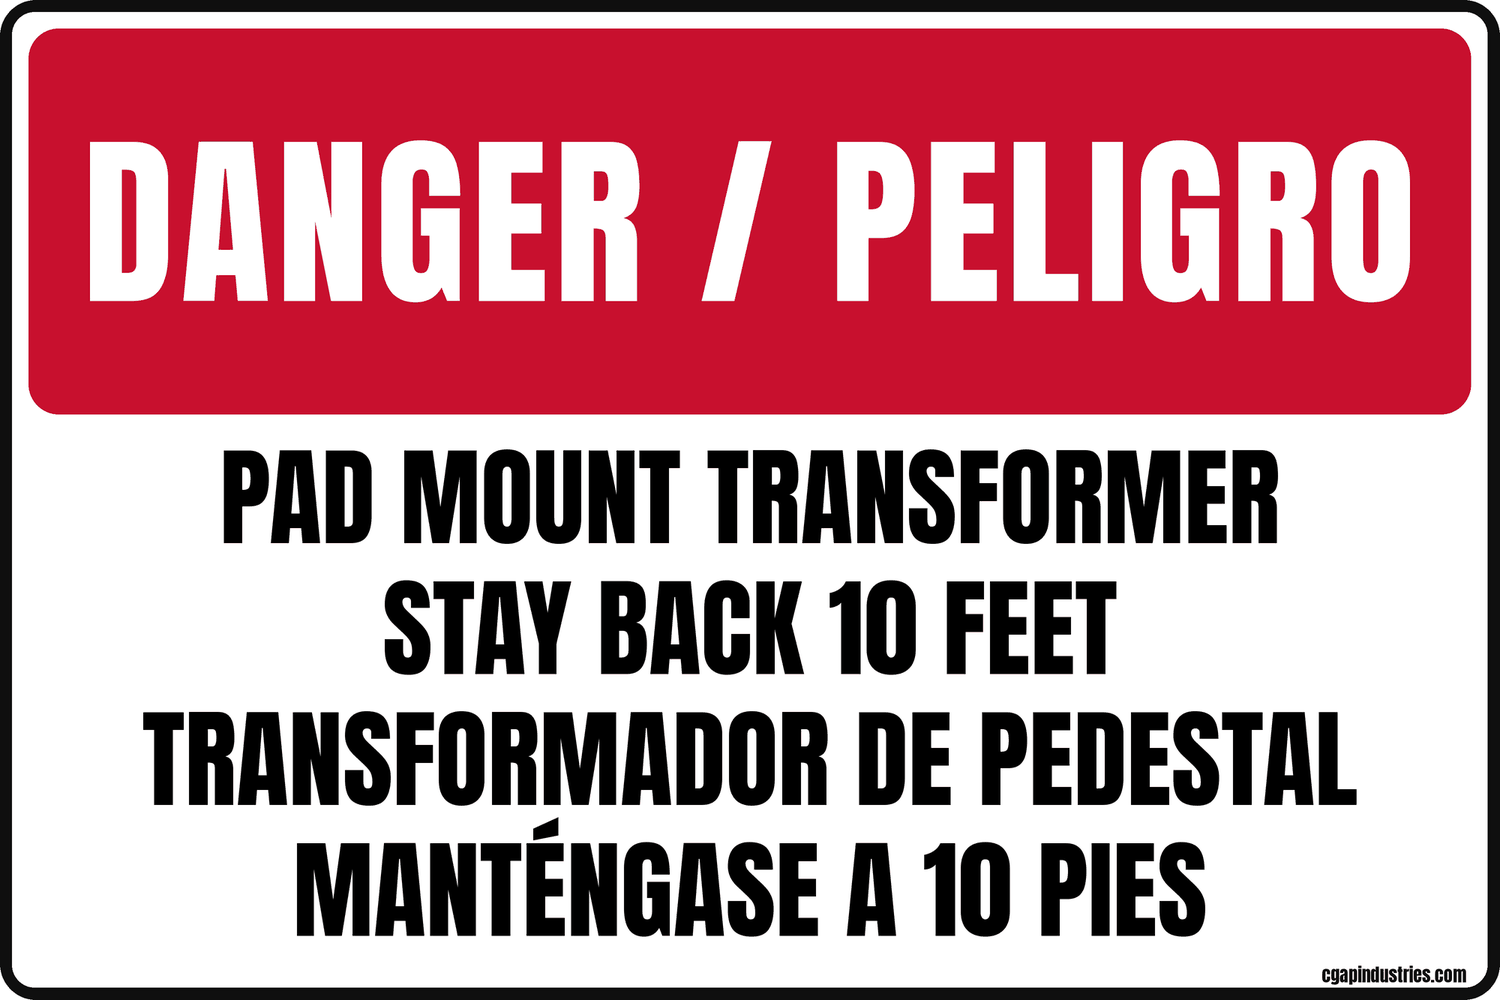 DANGER / PELIGRO
PAD MOUNT TRANSFORMER
STAY BACK 10 FEET
TRANSFORMADOR DE PEDESTAL
MANTÉNGASE A 10 PIES
cgapindustries.com